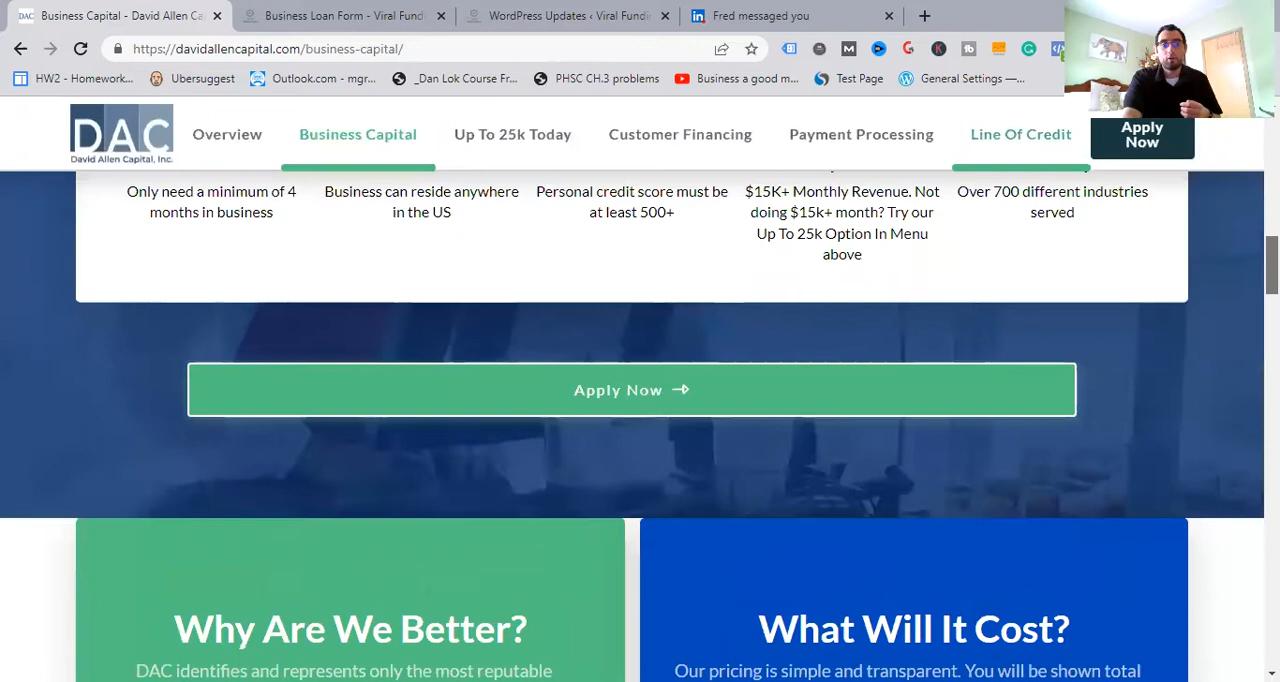 Business Capital - David Allen Ca
Business Loan Form - Viral Fundi
WordPress Updates ‹ Viral Fundi
Fred messaged you
https://davidallencapital.com/business-capital/
HW2 - Homework...
Ubersuggest
Outlook.com - mgr...
_Dan Lok Course Fr...
PHSC CH.3 problems
Business a good m...
Test Page
General Settings —...
DAC
David Allen Capital, Inc.
Overview
Business Capital
Up To 25k Today
Customer Financing
Payment Processing
Line Of Credit
Apply
Now
Only need a minimum of 4
months in business
Business can reside anywhere
in the US
Personal credit score must be
at least 500+
$15K+ Monthly Revenue. Not
doing $15k+ month? Try our
Up To 25k Option In Menu
above
Over 700 different industries
served
Apply Now
Why Are We Better?
DAC identifies and represents only the most reputable
What Will It Cost?
Our pricing is simple and transparent. You will be shown total